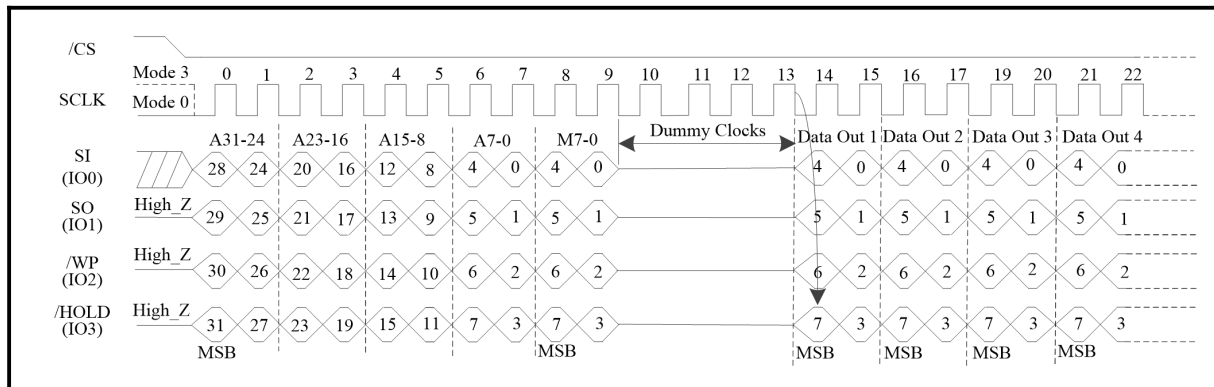 /CS
Mode 3 0 1 2 3 4 5 6 7 8 9 10 11 12 13 14 15 16 17 19 20 21 22
SCLK Mode 0
A31-24 A23-16 A15-8 A7-0 M7-0 Dummy Clocks Data Out 1 Data Out 2 Data Out 3 Data Out 4
SI
(IO0) 28 24 20 16 12 8 4 0 4 0 4 0 4 0 4 0 4 0
SO
(IO1) High_Z 29 25 21 17 13 9 5 1 5 1 5 1 5 1 5 1 5 1
/WP
(IO2) High_Z 30 26 22 18 14 10 6 2 6 2 6 2 6 2 6 2 6 2
/HOLD
(IO3) High_Z 31 27 23 19 15 11 7 3 7 3 7 3 7 3 7 3 7 3
MSB MSB MSB MSB MSB MSB